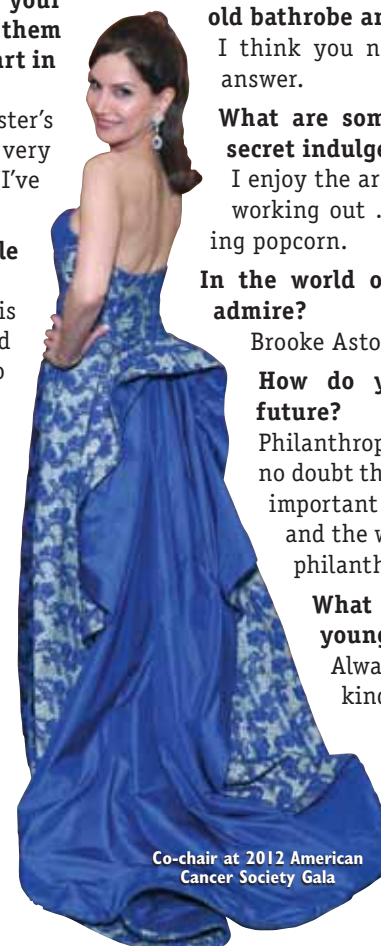 your
them
art in
ster's
very
I've
le
is
d
o
old bathrobe an
I think you n
answer.
What are som
secret indulge
I enjoy the ar
working out .
ing popcorn.
In the world o
admire?
Brooke Asto
How do y
future?
Philanthrop
no doubt th
important
and the w
philanth
What
young
Alwa
kind
Co-chair at 2012 American
Cancer Society Gala